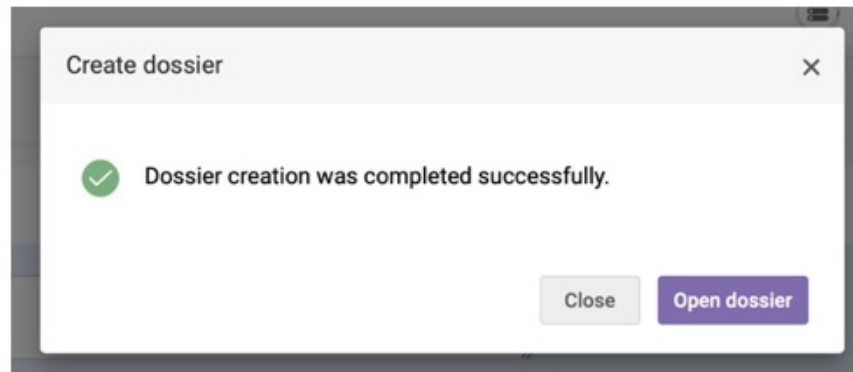 Create dossier
Dossier creation was completed successfully.
Close
Open dossier